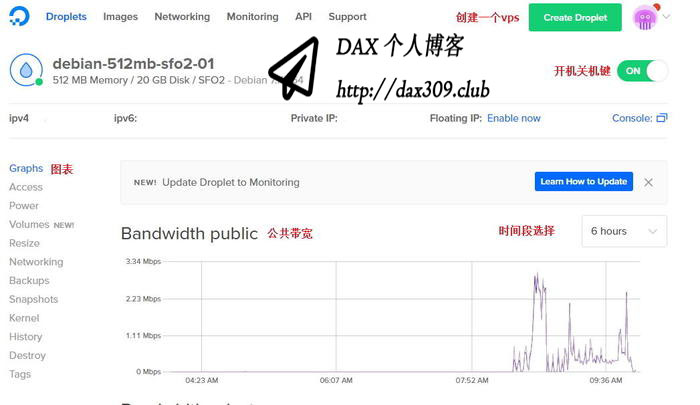 Droplets Images Networking Monitoring API Support 创建一个vps Create Droplet
debian-512mb-sfo2-01 DAX 个人博客
512 MB Memory / 20 GB Disk / SFO2 - Debian 开机关机键 ON
http://dax309.club
ipv4 ipv6: Private IP: Floating IP: Enable now Console:
Graphs 图表
Access
Power
Volumes NEW!
Resize
Networking
Backups
Snapshots
Kernel
History
Destroy
Tags
NEW! Update Droplet to Monitoring Learn How to Update
Bandwidth public 公共带宽 时间段选择 6 hours
3.34 Mbps
2.23 Mbps
1.11 Mbps
0 Mbps
04:23 AM 06:07 AM 07:52 AM 09:36 AM